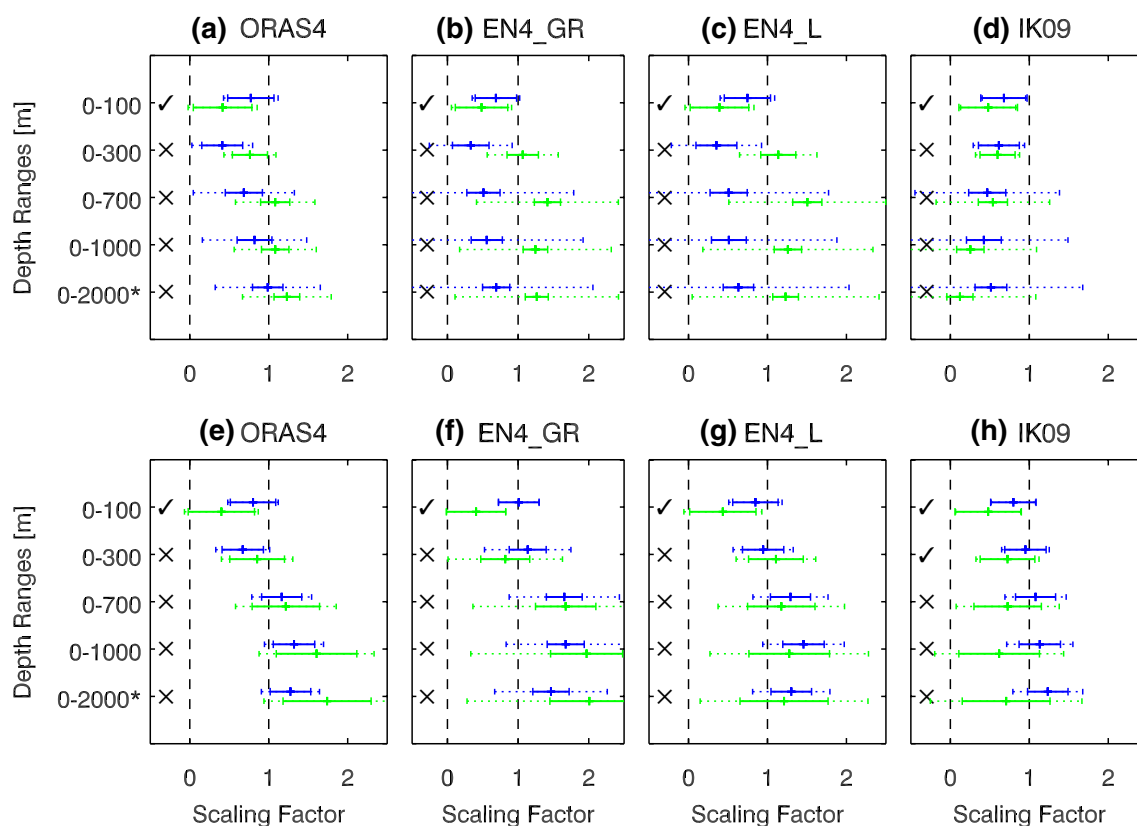 (a) ORAS4 (b) EN4_GR (c) EN4_L (d) IK09
Depth Ranges [m]
0-100 ✓ ✓ ✓ ✓
0-300 × × × ×
0-700 × × × ×
0-1000 × × × ×
0-2000* × × × ×
0 1 2 0 1 2 0 1 2 0 1 2
(e) ORAS4 (f) EN4_GR (g) EN4_L (h) IK09
Depth Ranges [m]
0-100 ✓ ✓ ✓ ✓
0-300 × × × ✓
0-700 × × × ×
0-1000 × × × ×
0-2000* × × × ×
0 1 2 0 1 2 0 1 2 0 1 2
Scaling Factor Scaling Factor Scaling Factor Scaling Factor